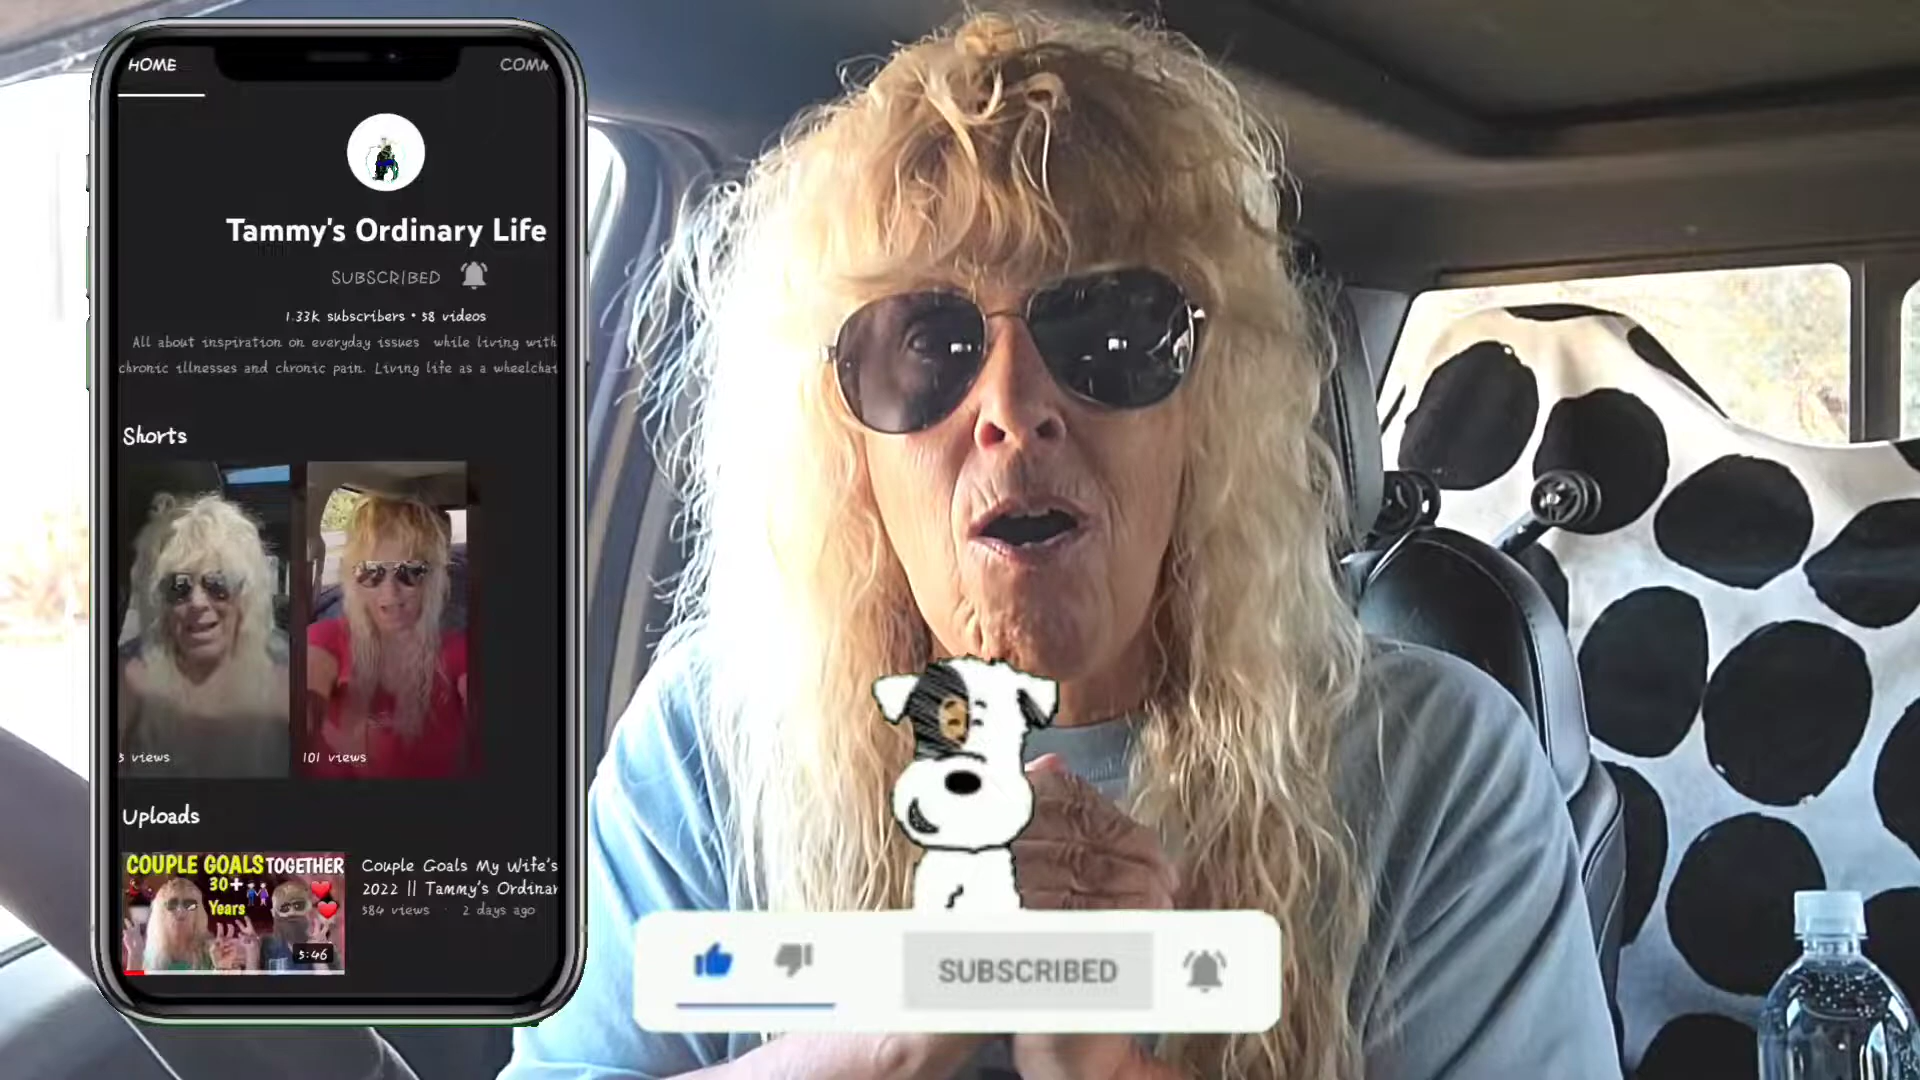 HOME
COMM
Tammy's Ordinary Life
SUBSCRIBED
1.33K subscribers • 58 videos
All about inspiration on everyday issues while living with
chronic illnesses and chronic pain. Living life as a wheelchai
Shorts
3 views
101 views
Uploads
COUPLE GOALS TOGETHER
30+
Years
5:46
Couple Goals My Wife's
2022 || Tammy's Ordinar
584 views · 2 days ago
SUBSCRIBED